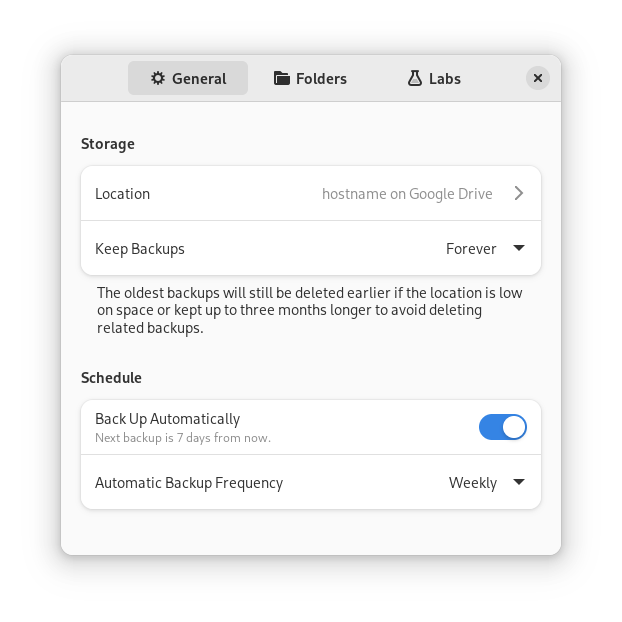 General
Folders
Labs
Storage
Location
hostname on Google Drive
Keep Backups
Forever
The oldest backups will still be deleted earlier if the location is low
on space or kept up to three months longer to avoid deleting
related backups.
Schedule
Back Up Automatically
Next backup is 7 days from now.
Automatic Backup Frequency
Weekly